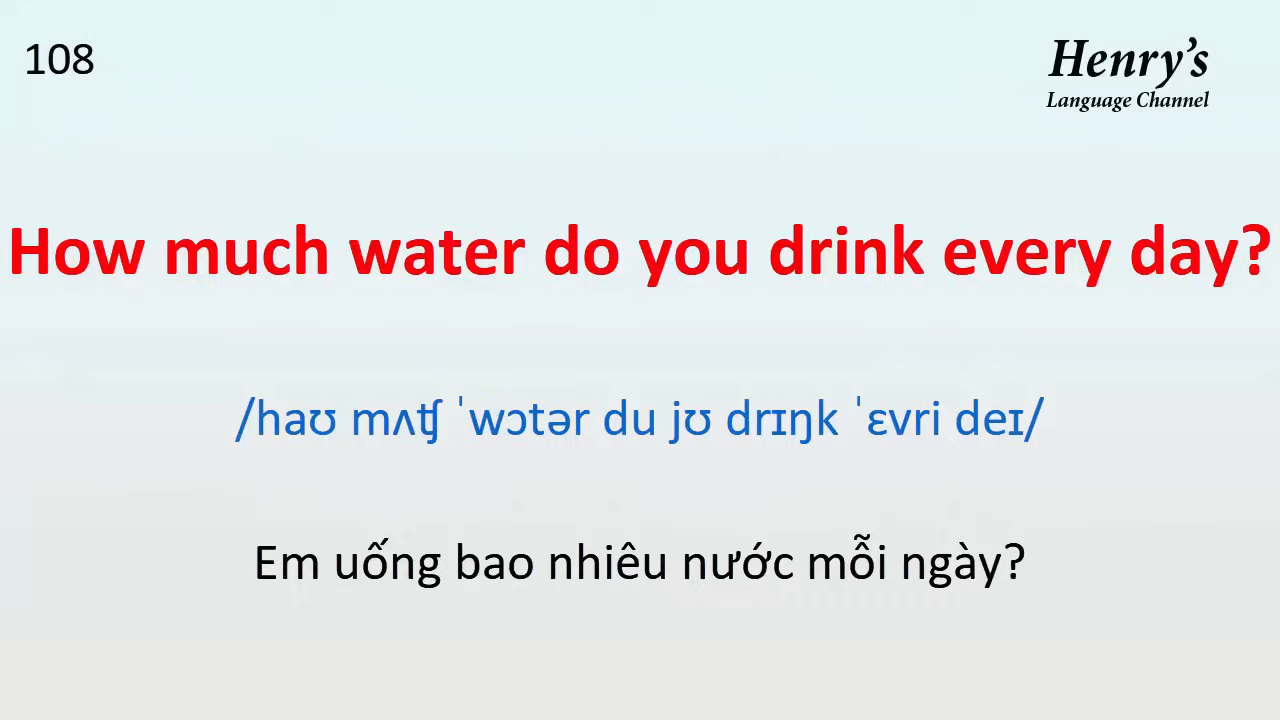 108
Henry’s
Language Channel
How much water do you drink every day?
/haʊ mʌʧ ˈwɔtər du jʊ drɪŋk ˈɛvri deɪ/
Em uống bao nhiêu nước mỗi ngày?